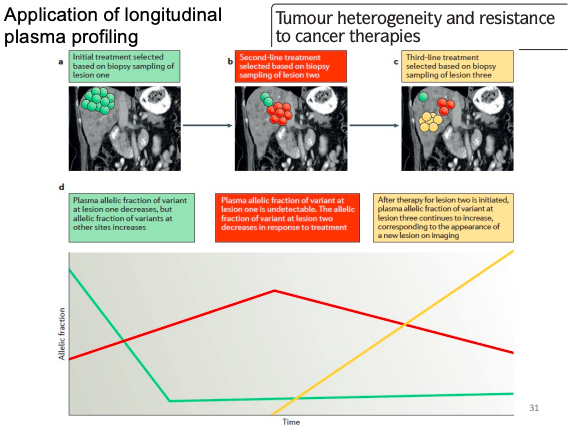 Application of longitudinal
plasma profiling
Tumour heterogeneity and resistance
to cancer therapies
a
Initial treatment selected
based on biopsy sampling of
lesion one
b
Second-line treatment
selected based on biopsy
sampling of lesion two
c
Third-line treatment
selected based on biopsy
sampling of lesion three
d
Plasma allelic fraction of variant
at lesion one decreases, but
allelic fraction of variants at
other sites increases
Plasma allelic fraction of variant at
lesion one is undetectable. The allelic
fraction of variant at lesion two
decreases in response to treatment
After therapy for lesion two is initiated,
plasma allelic fraction of variant at
lesion three continues to increase,
corresponding to the appearance of
a new lesion on imaging
Allelic fraction
Time
31